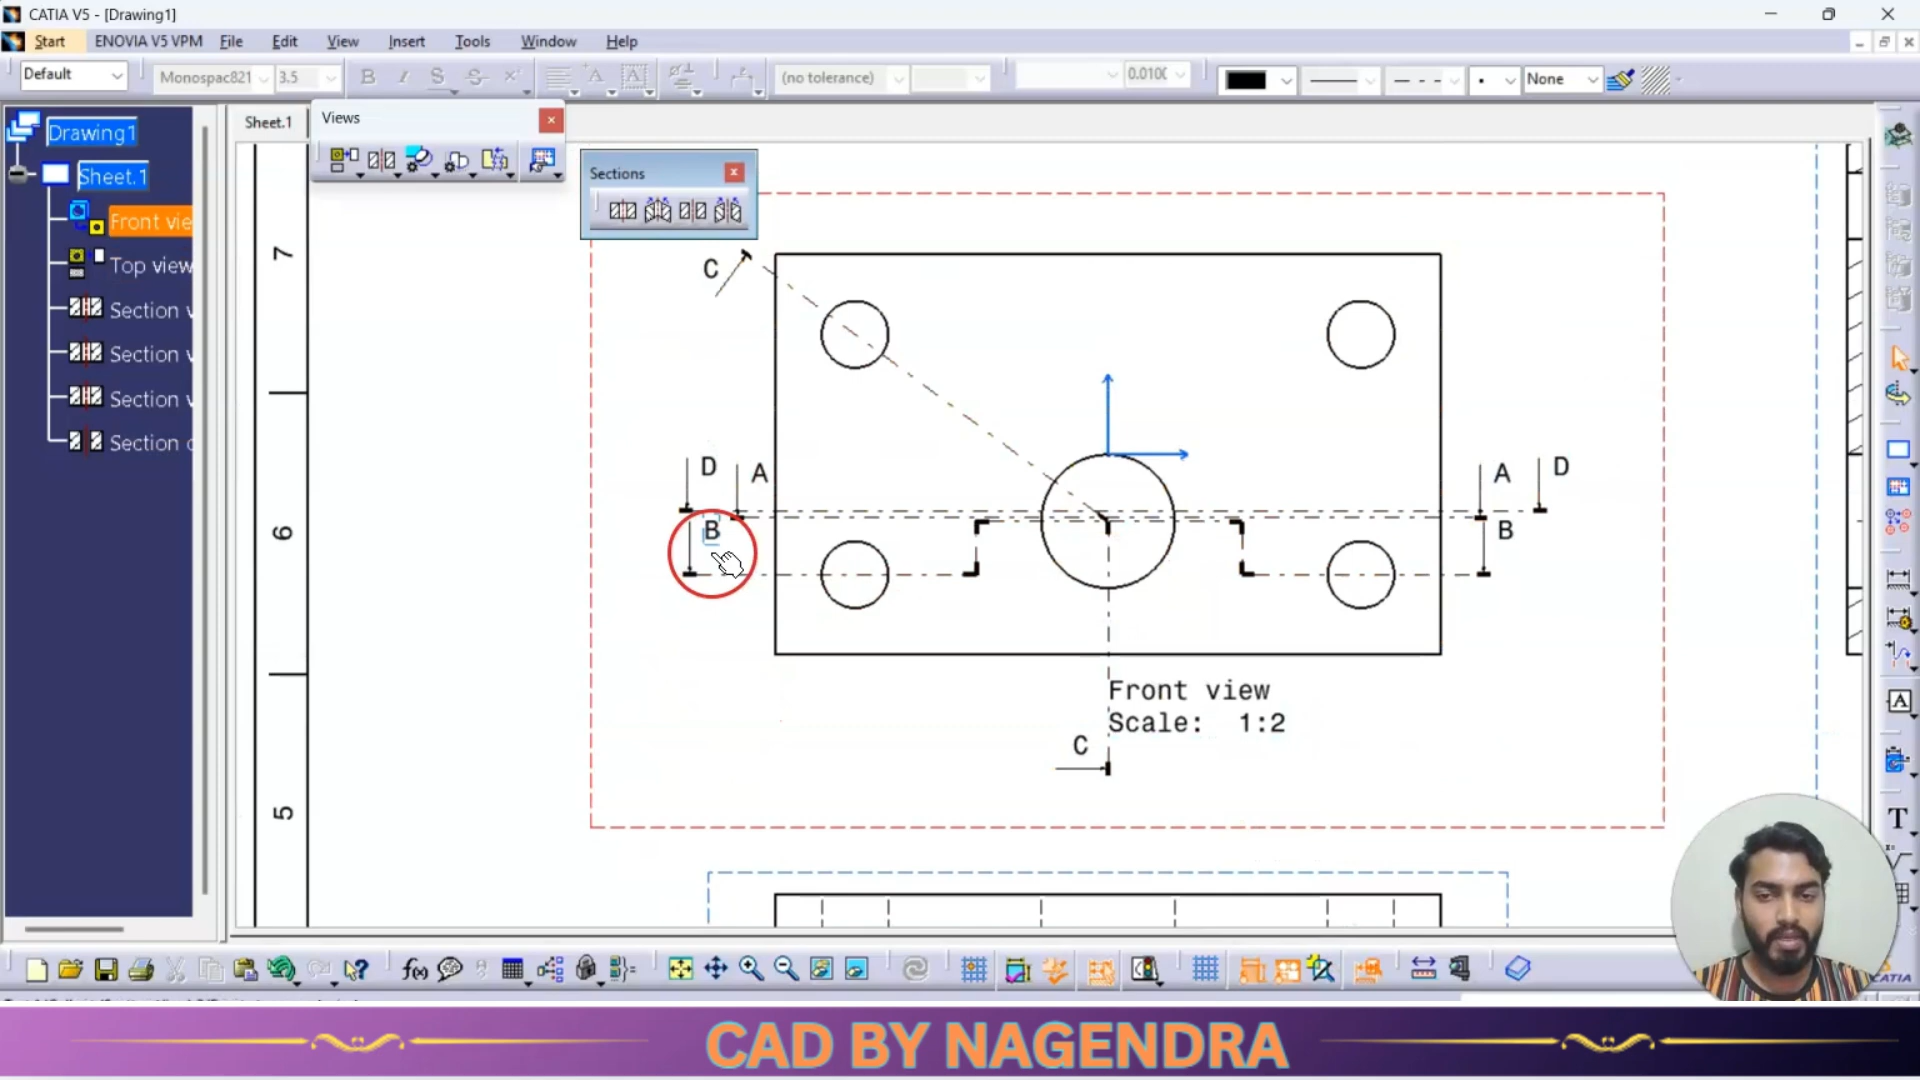 CATIA V5 - [Drawing1]
Start ENOVIA V5 VPM File Edit View Insert Tools Window Help
Default Monospac821 3.5 B S (no tolerance) None
Drawing1
Sheet.1
Front vie
Top view
Section v
Section v
Section v
Section
Sheet.1
Views
Sections
7
6
5
C
D A
B
A D
B
Front view
Scale: 1:2
C
A
T
f(x)
CATIA
CAD BY NAGENDRA